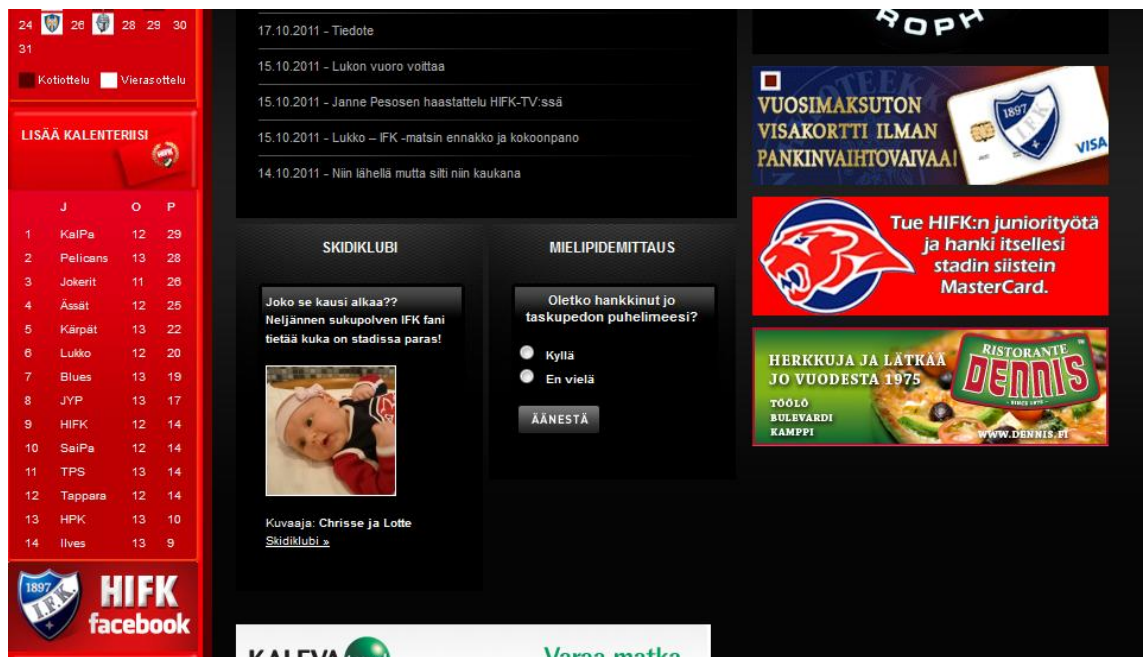 24 26 28 29 30
31
Kotiottelu Vierasottelu
LISÄÄ KALENTERIISI
HIFK
J O P
1 KalPa 12 29
2 Pelicans 13 28
3 Jokerit 11 26
4 Ässät 12 25
5 Kärpät 13 22
6 Lukko 12 20
7 Blues 13 19
8 JYP 13 17
9 HIFK 12 14
10 SaiPa 12 14
11 TPS 13 14
12 Tappara 12 14
13 HPK 13 10
14 Ilves 13 9
1897
I.F.K.
HIFK
facebook
17.10.2011 - Tiedote
15.10.2011 - Lukon vuoro voittaa
15.10.2011 - Janne Pesosen haastattelu HIFK-TV:ssä
15.10.2011 - Lukko – IFK -matsin ennakko ja kokoonpano
14.10.2011 - Niin lähellä mutta silti niin kaukana
SKIDIKLUBI
Joko se kausi alkaa??
Neljännen sukupolven IFK fani
tietää kuka on stadissa paras!
Kuvaaja: Chrisse ja Lotte
Skidiklubi »
MIELIPIDEMITTAUS
Oletko hankkinut jo
taskupedon puhelimeesi?
Kyllä
En vielä
ÄÄNESTÄ
KALEVA
Varaa matka
ROPH
VUOSIMAKSUTON
VISAKORTTI ILMAN
PANKINVAIHTOVAIVAA!
1897
I.F.K.
VISA
Tue HIFK:n juniorityötä
ja hanki itsellesi
stadin siistein
MasterCard.
HERKKUJA JA LÄTKÄÄ
JO VUODESTA 1975
TÖÖLÖ
BULEVARDI
KAMPPI
RISTORANTE
DENNIS
SINCE 1975
WWW.DENNIS.FI